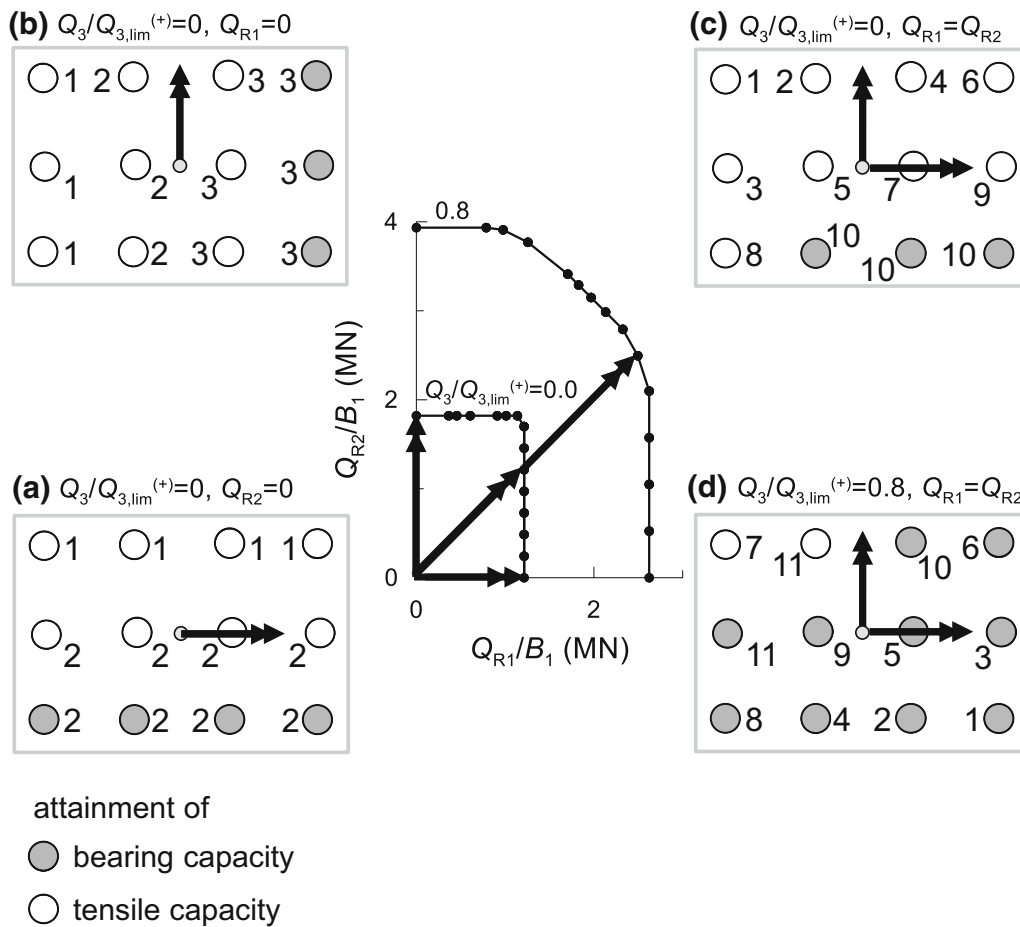 (b) Q3/Q3,lim(+)=0, QR1=0
1 2 3 3
1 2 3 3
1 2 3 3
(c) Q3/Q3,lim(+)=0, QR1=QR2
1 2 4 6
3 5 7 9
8 10 10 10
4
0.8
QR2/B1 (MN)
2
Q3/Q3,lim(+)=0.0
0
0 2
QR1/B1 (MN)
(a) Q3/Q3,lim(+)=0, QR2=0
1 1 1 1
2 2 2 2
2 2 2 2
(d) Q3/Q3,lim(+)=0.8, QR1=QR2
7 11 10 6
11 9 5 3
8 4 2 1
attainment of
bearing capacity
tensile capacity